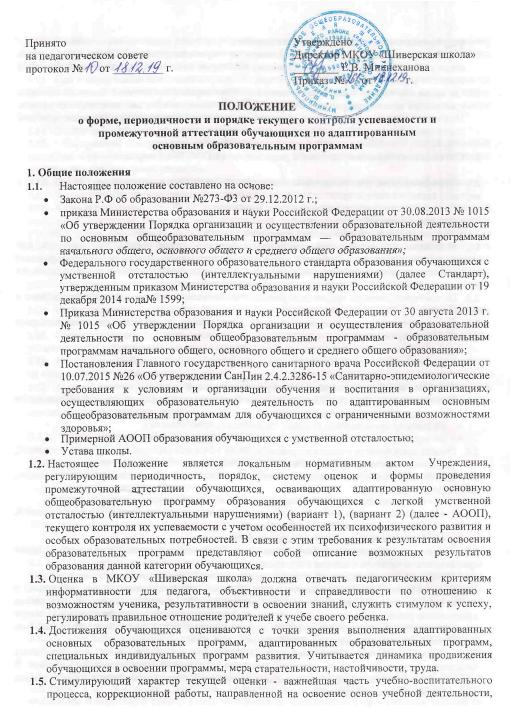 Принято
на педагогическом совете
протокол № 10 от 18.12.19 г.
Утверждено
Директор МКОУ «Шиверская школа»
Е.В. Миннеханова
Приказ № от г.
ПОЛОЖЕНИЕ
о форме, периодичности и порядке текущего контроля успеваемости и
промежуточной аттестации обучающихся по адаптированным
основным образовательным программам
1. Общие положения
1.1. Настоящее положение составлено на основе:
• Закона Р.Ф об образовании №273-ФЗ от 29.12.2012 г.;
• приказа Министерства образования и науки Российской Федерации от 30.08.2013 № 1015
«Об утверждении Порядка организации и осуществлении образовательной деятельности
по основным общеобразовательным программам — образовательным программам
начального общего, основного общего и среднего общего образования»;
• Федерального государственного образовательного стандарта образования обучающихся с
умственной отсталостью (интеллектуальными нарушениями) (далее Стандарт),
утвержденным приказом Министерства образования и науки Российской Федерации от 19
декабря 2014 года№ 1599;
• Приказа Министерства образования и науки Российской Федерации от 30 августа 2013 г.
№ 1015 «Об утверждении Порядка организации и осуществления образовательной
деятельности по основным общеобразовательным программам - образовательным
программам начального общего, основного общего и среднего общего образования»;
• Постановления Главного государственного санитарного врача Российской Федерации от
10.07.2015 №26 «Об утверждении СанПин 2.4.2.3286-15 «Санитарно-эпидемиологические
требования к условиям и организации обучения и воспитания в организациях,
осуществляющих образовательную деятельность по адаптированным основным
общеобразовательным программам для обучающихся с ограниченными возможностями
здоровья»;
• Примерной АООП образования обучающихся с умственной отсталостью;
• Устава школы.
1.2. Настоящее Положение является локальным нормативным актом Учреждения,
регулирующим периодичность, порядок, систему оценок и формы проведения
промежуточной аттестации обучающихся, осваивающих адаптированную основную
общеобразовательную программу образования обучающихся с легкой умственной
отсталостью (интеллектуальными нарушениями) (вариант 1), (вариант 2) (далее - АООП),
текущего контроля их успеваемости с учетом особенностей их психофизического развития и
особых образовательных потребностей. В связи с этим требования к результатам освоения
образовательных программ представляют собой описание возможных результатов
образования данной категории обучающихся.
1.3. Оценка в МКОУ «Шиверская школа» должна отвечать педагогическим критериям
информативности для педагога, объективности и справедливости по отношению к
возможностям ученика, результативности в освоении знаний, служить стимулом к успеху,
регулировать правильное отношение родителей к учебе своего ребенка.
1.4. Достижения обучающихся оцениваются с точки зрения выполнения адаптированных
основных образовательных программ, адаптированных образовательных программ,
специальных индивидуальных программ развития. Учитывается динамика продвижения
обучающихся в освоении программы, мера старательности, настойчивости, труда.
1.5. Стимулирующий характер текущей оценки - важнейшая часть учебно-воспитательного
процесса, коррекционной работы, направленной на освоение основ учебной деятельности,